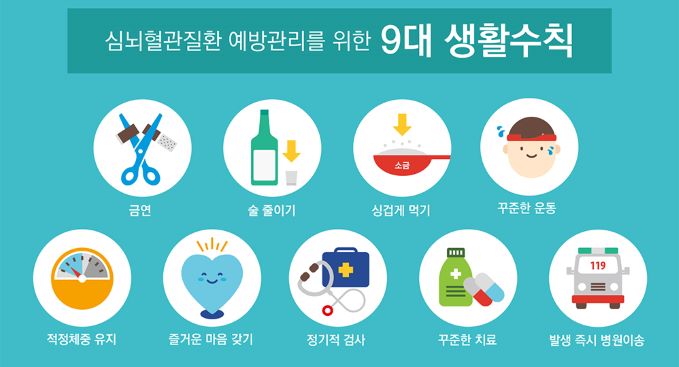 심뇌혈관질환 예방관리를 위한 9대 생활수칙
소금
금연
술 줄이기
싱겁게 먹기
꾸준한 운동
119
적정체중 유지
즐거운 마음 갖기
정기적 검사
꾸준한 치료
발생 즉시 병원이송